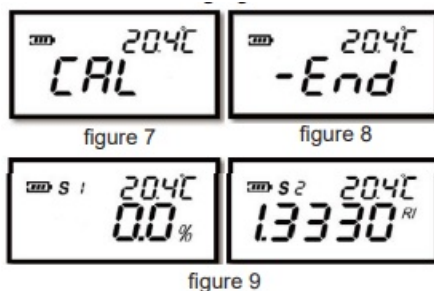 20.4℃
CAL
20.4℃
-End
figure 7
figure 8
S 1 20.4℃
0.0%
S 2 20.4℃
1.3330 RI
figure 9